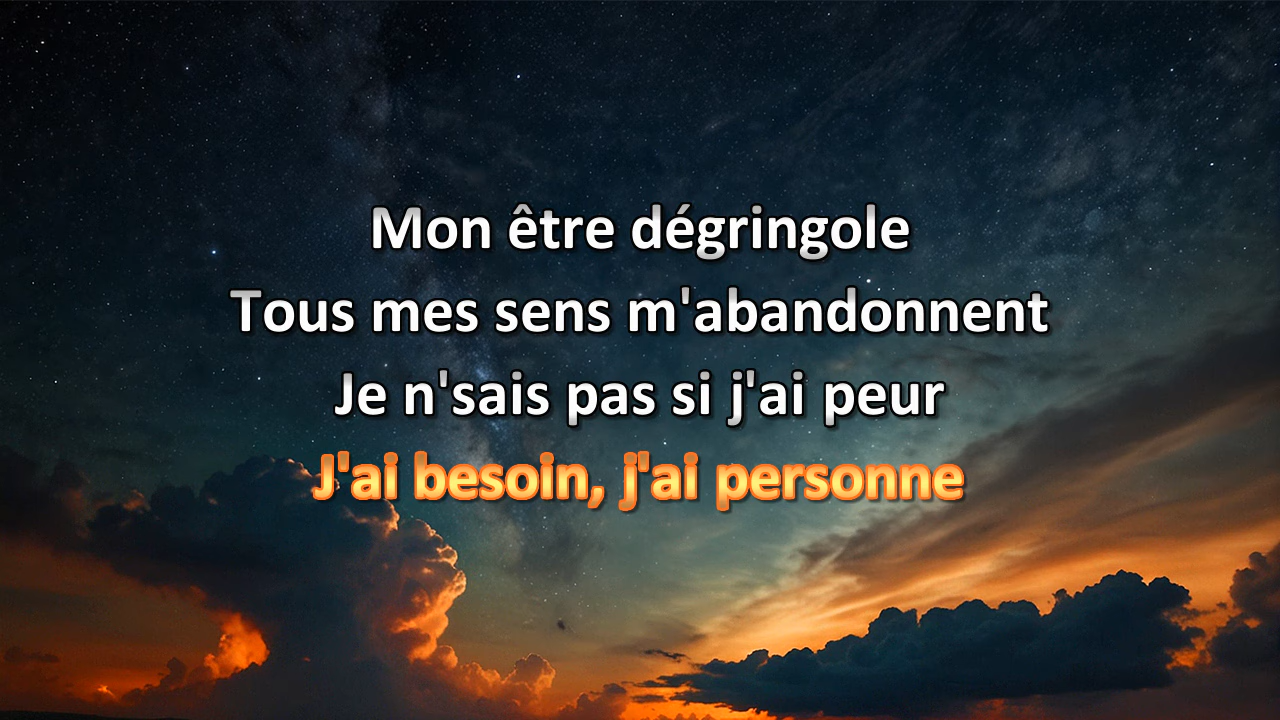 Mon être dégringole
Tous mes sens m'abandonnent
Je n'sais pas si j'ai peur
J'ai besoin, j'ai personne